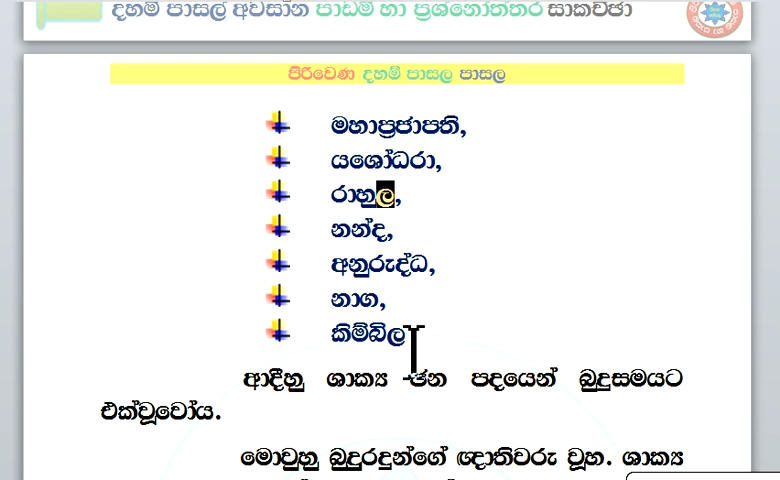 දහම් පාසල් අවසාන පාඩම් හා ප්‍රශ්නෝත්තර සාකච්ඡා
පිරිවෙණ දහම් පාසල පාසල
මහාප්‍රජාපති,
යශෝධරා,
රාහුල,
නන්ද,
අනුරුද්ධ,
නාග,
කිම්බිල
ආදීහු ශාක්‍ය ජන පදයෙන් බුදුසමයට
එක්වූවෝය.
මොවුහු බුදුරදුන්ගේ ඥාතිවරු වූහ. ශාක්‍ය